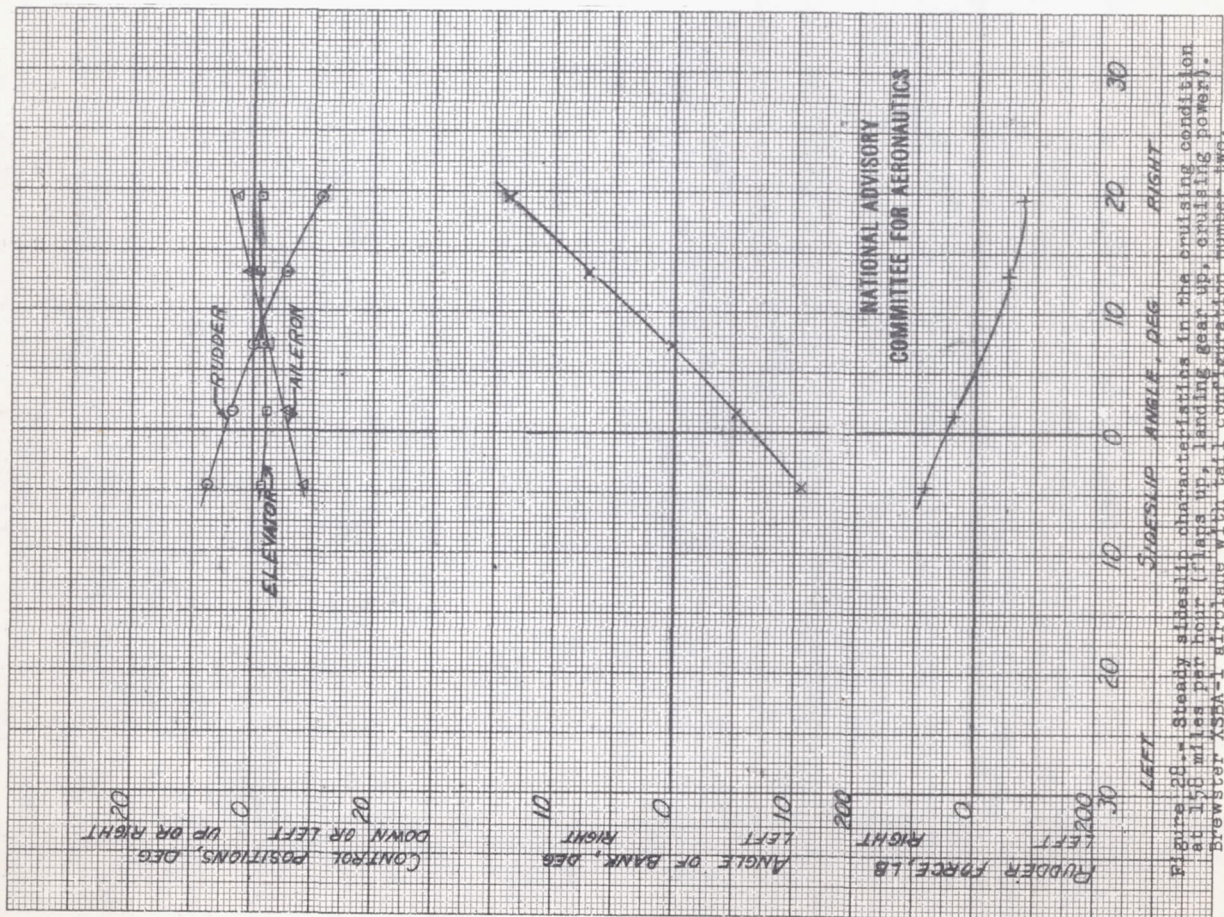 RUDDER
ELEVATOR
AILERON
CONTROL POSITIONS, DEG
DOWN OR LEFT UP OR RIGHT
20
0
20
ANGLE OF BANK, DEG
LEFT RIGHT
10
0
10
RUDDER FORCE, LB
LEFT RIGHT
200
0
200
NATIONAL ADVISORY
COMMITTEE FOR AERONAUTICS
30 20 10 0 10 20 30
LEFT SIDESLIP ANGLE, DEG RIGHT
Figure 28.- Steady sideslip characteristics in the cruising condition
at miles per hour (flaps up, landing gear up, cruising power).
Brewster XSBA-1 airplane with tail configuration number two.